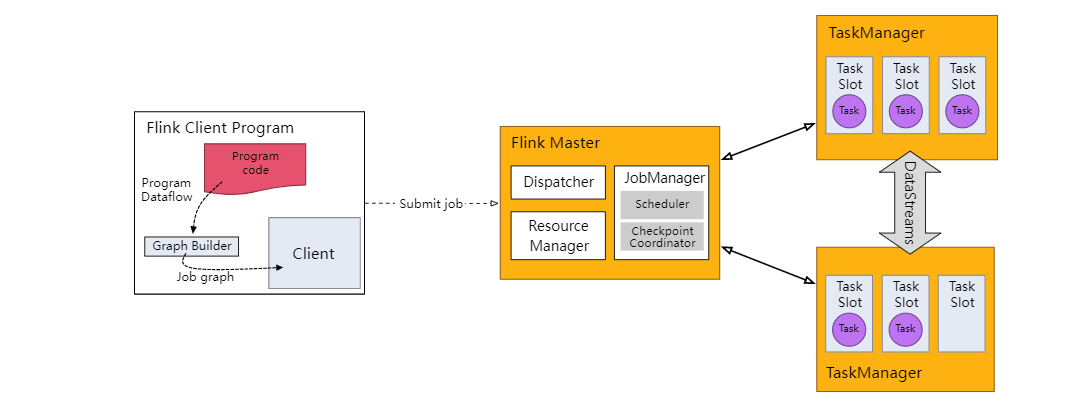 Flink Client Program
Program
code
Program
Dataflow
Graph Builder
Job graph
Client
Submit job
Flink Master
Dispatcher
Resource
Manager
JobManager
Scheduler
Checkpoint
Coordinator
TaskManager
Task
Slot
Task
Task
Slot
Task
Task
Slot
Task
DataStreams
Task
Slot
Task
Task
Slot
Task
Task
Slot
TaskManager